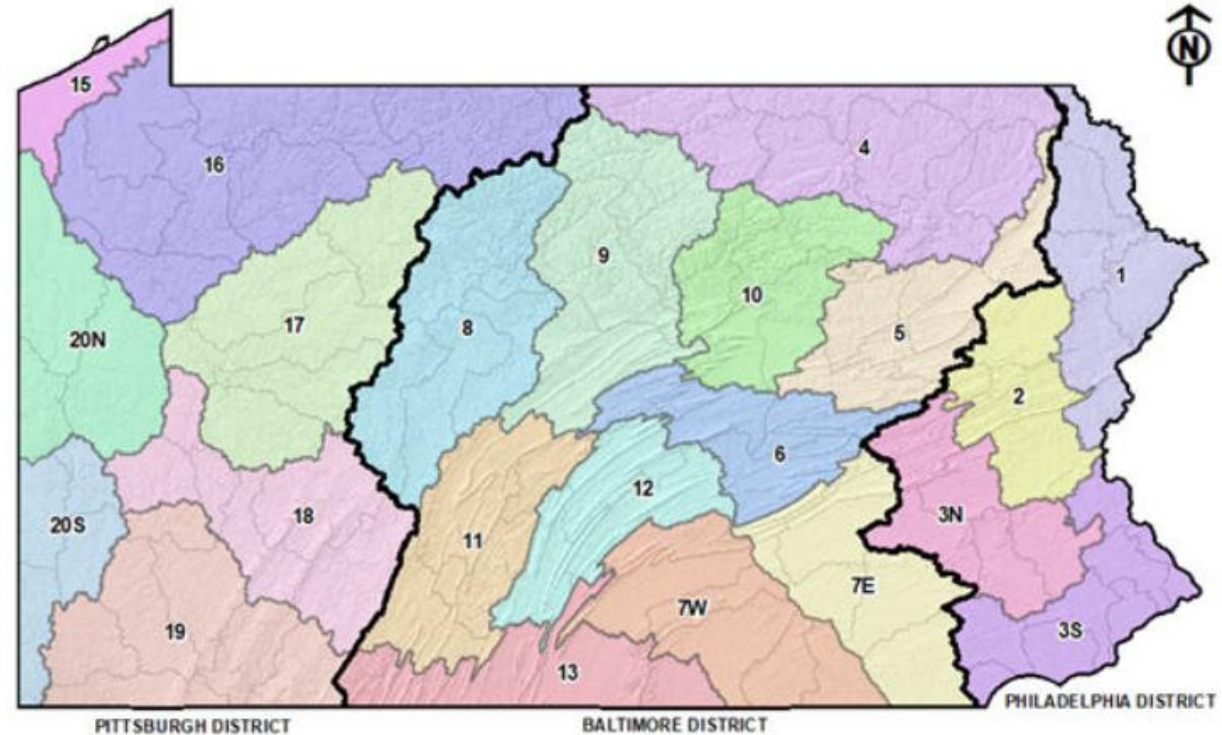 N
15
16
4
1
9
10
8
17
20N
5
2
6
12
3N
18
20S
11
7E
7W
19
3S
13
PHILADELPHIA DISTRICT
PITTSBURGH DISTRICT
BALTIMORE DISTRICT